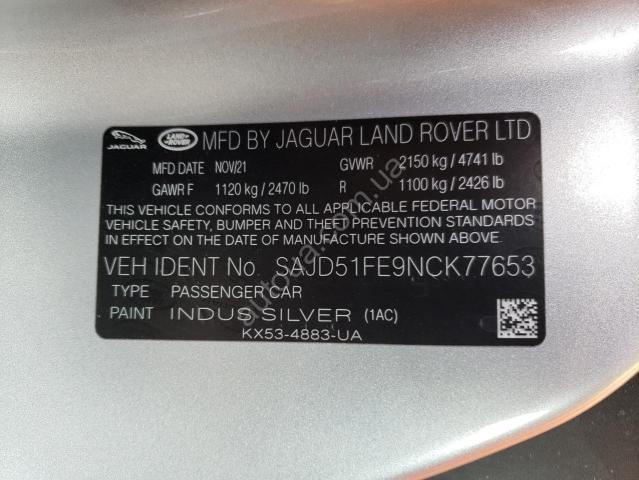 JAGUAR LAND ROVER MFD BY JAGUAR LAND ROVER LTD
MFD DATE NOV/21 GVWR 2150 kg / 4741 lb
GAWR F 1120 kg / 2470 lb R 1100 kg / 2426 lb
THIS VEHICLE CONFORMS TO ALL APPLICABLE FEDERAL MOTOR
VEHICLE SAFETY, BUMPER AND THEFT PREVENTION STANDARDS
IN EFFECT ON THE DATE OF MANUFACTURE SHOWN ABOVE.
VEH IDENT No. SAJD51FE9NCK77653
TYPE PASSENGER CAR
PAINT INDUS SILVER (1AC)
KX53-4883-UA
autoua.com.ua